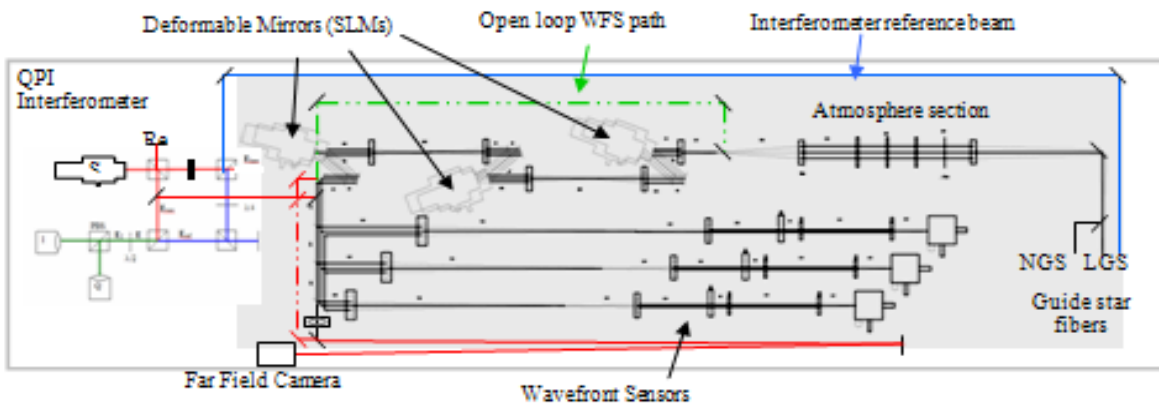 Deformable Mirrors (SLMs)
Open loop WFS path
Interferometer reference beam
QPI
Interferometer
Atmosphere section
NGS LGS
Guide star
fibers
Far Field Camera
Wavefront Sensors